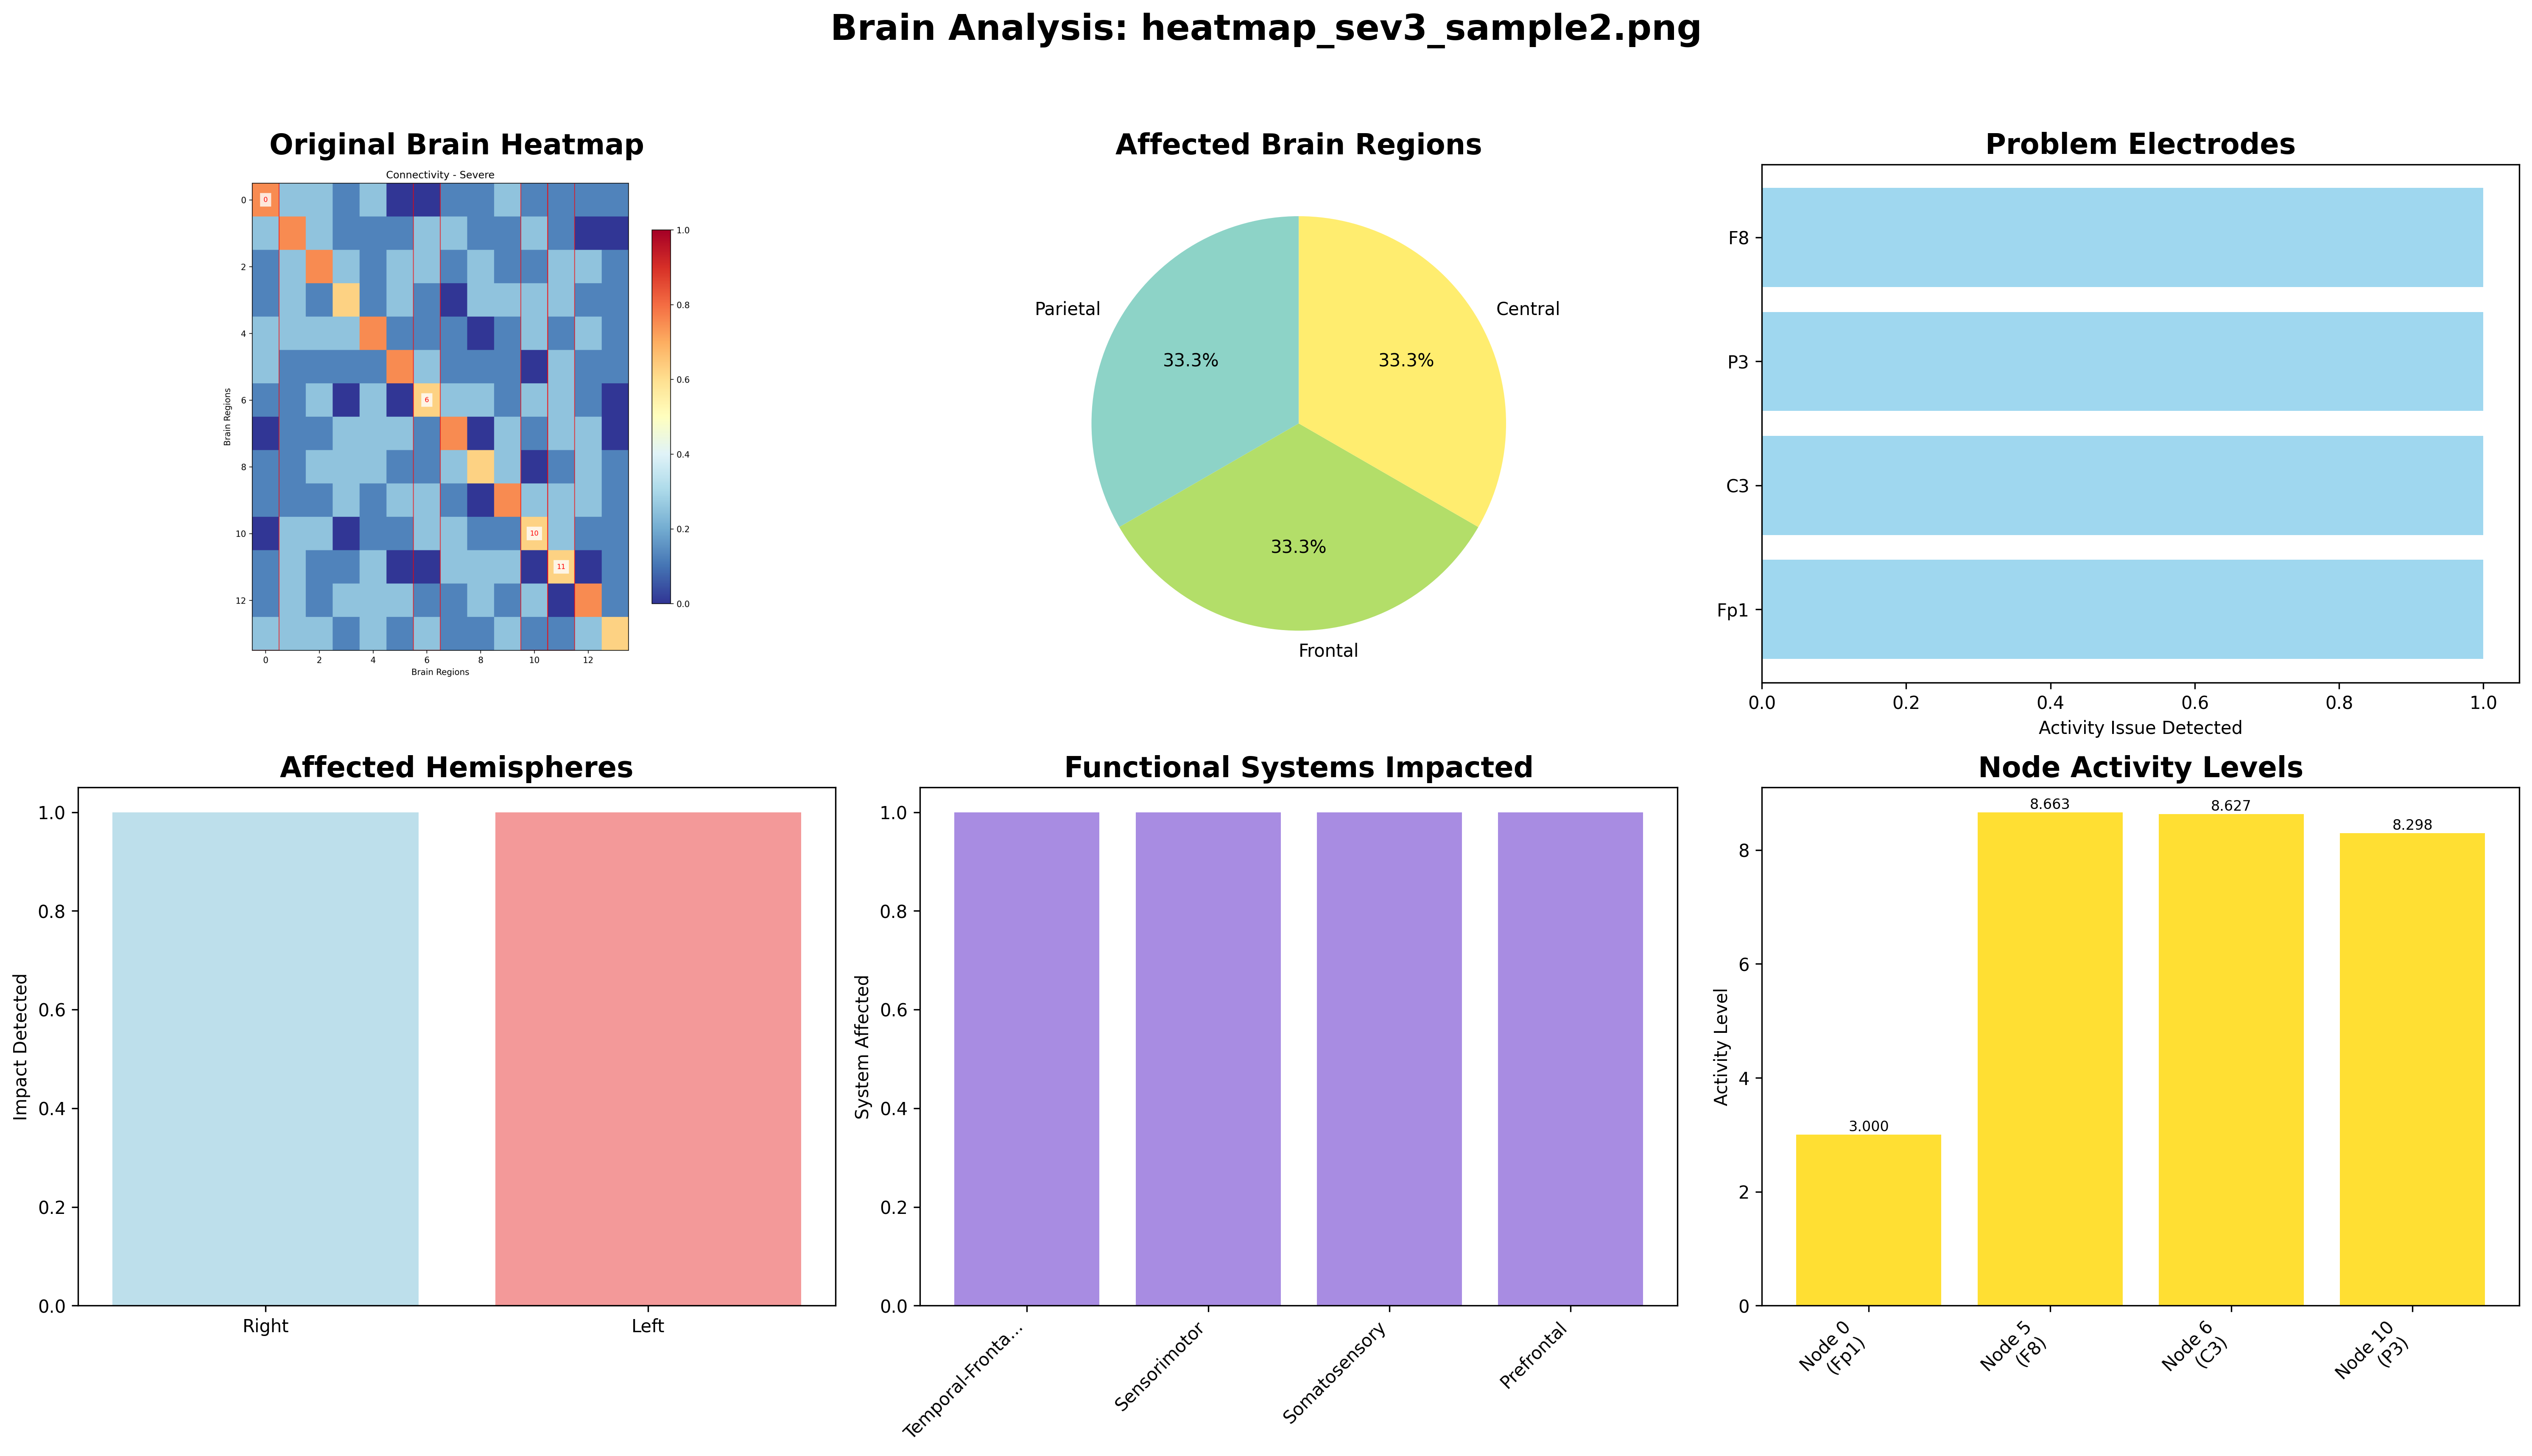 Brain Analysis: heatmap_sev3_sample2.png
Original Brain Heatmap
Connectivity - Severe
0
2
4
6
8
10
12
Brain Regions
0
6
10
11
0
2
4
6
8
10
12
Brain Regions
1.0
0.8
0.6
0.4
0.2
0.0
Affected Brain Regions
Parietal
Central
Frontal
33.3%
33.3%
33.3%
Problem Electrodes
F8
P3
C3
Fp1
0.0
0.2
0.4
0.6
0.8
1.0
Activity Issue Detected
Affected Hemispheres
Impact Detected
1.0
0.8
0.6
0.4
0.2
0.0
Right
Left
Functional Systems Impacted
System Affected
1.0
0.8
0.6
0.4
0.2
0.0
Temporal-Fronta...
Sensorimotor
Somatosensory
Prefrontal
Node Activity Levels
Activity Level
8
6
4
2
0
3.000
8.663
8.627
8.298
Node 0
(Fp1)
Node 5
(F8)
Node 6
(C3)
Node 10
(P3)